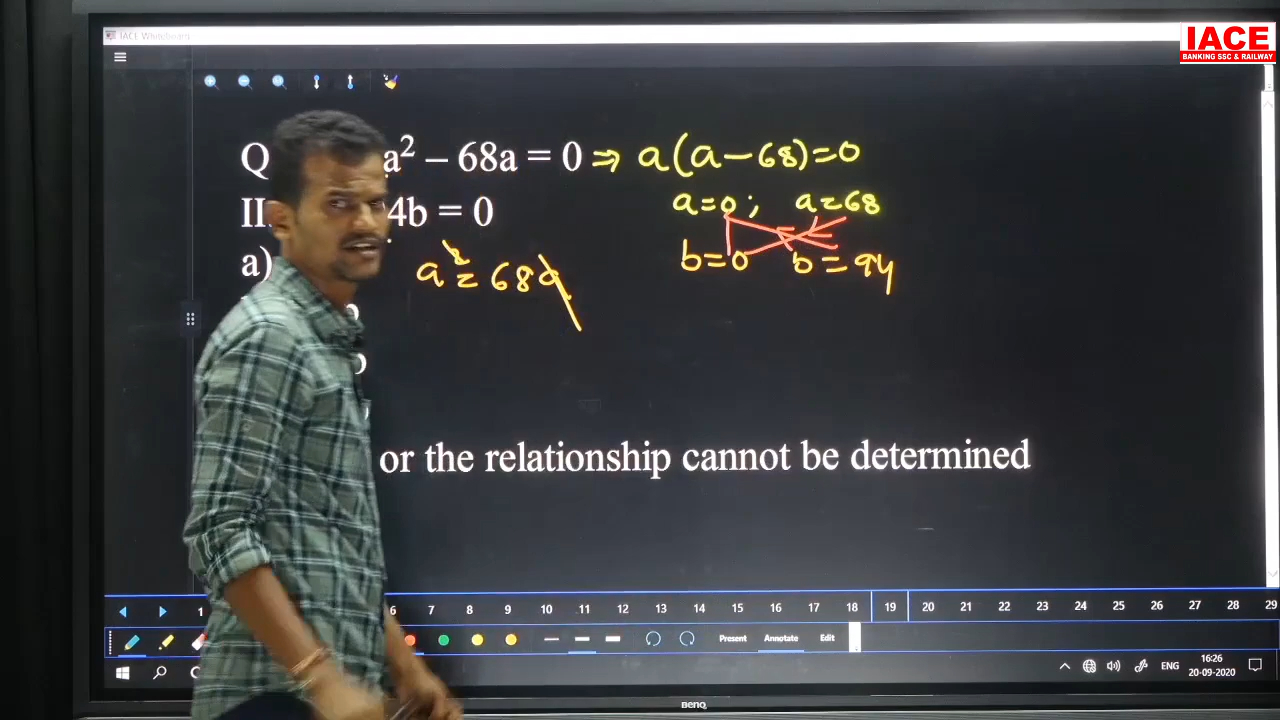 IACE Whiteboard
IACE
BANKING SSC & RAILWAY
Q a² – 68a = 0 ⇒ a(a – 68) = 0
a = 0 ; a = 68
II. 4b = 0
b = 0 b = 94
a)
a² = 68a
or the relationship cannot be determined
1 6 7 8 9 10 11 12 13 14 15 16 17 18 19 20 21 22 23 24 25 26 27 28 29
Present Annotate Edit
ENG
16:26
20-09-2020
BenQ